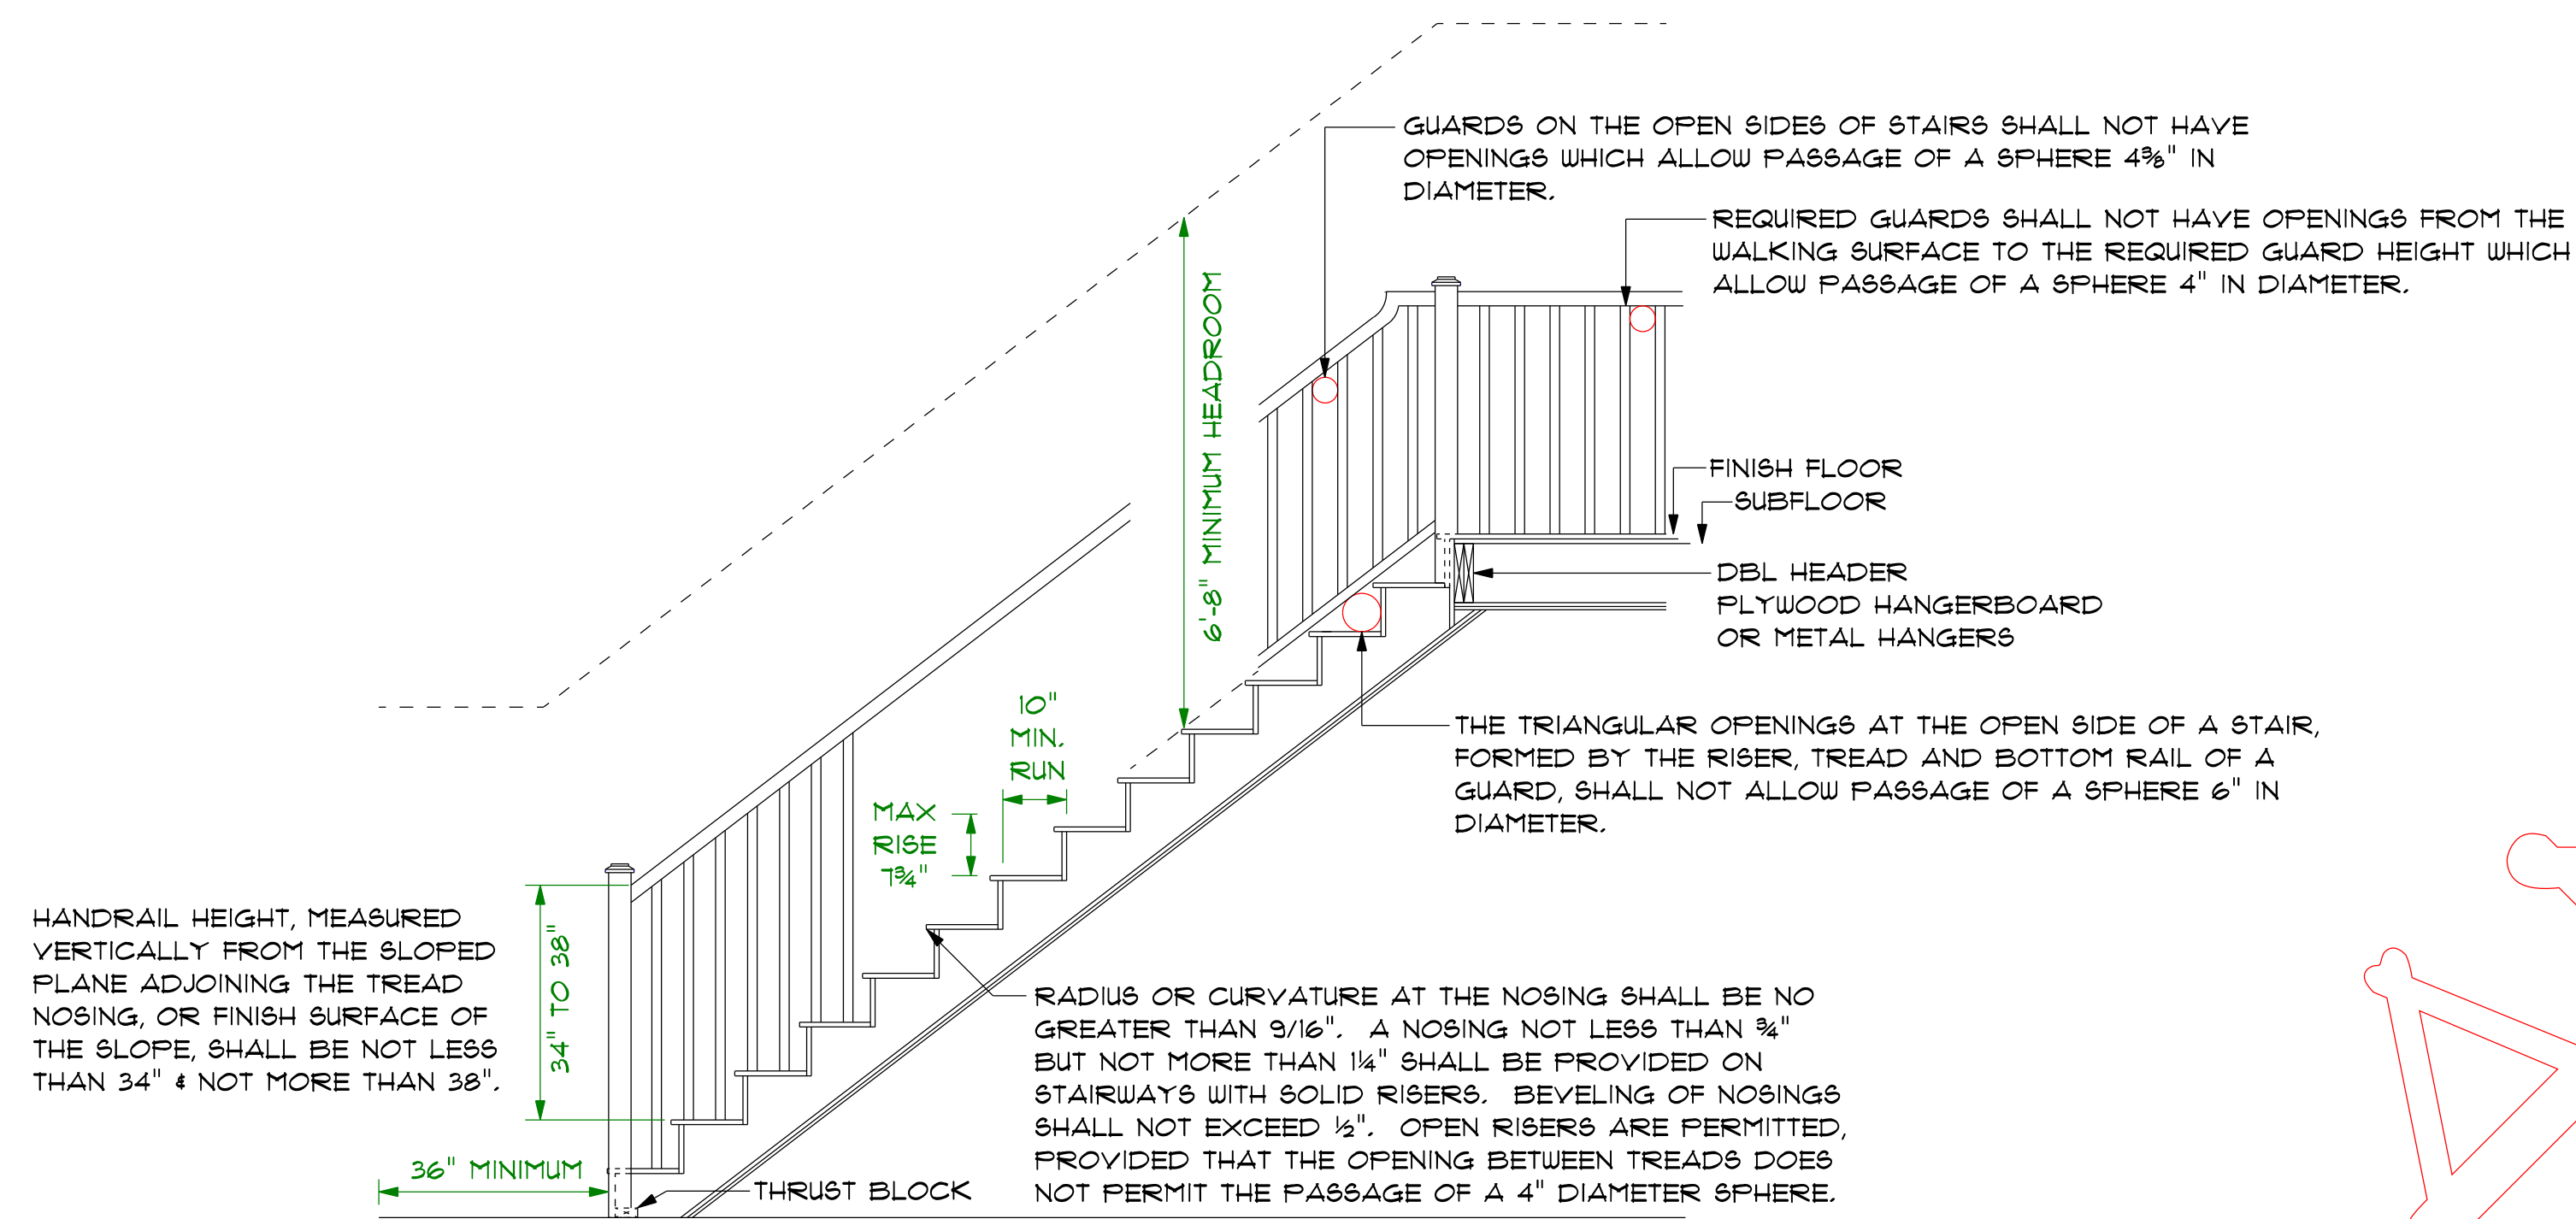 GUARDS ON THE OPEN SIDES OF STAIRS SHALL NOT HAVE
OPENINGS WHICH ALLOW PASSAGE OF A SPHERE 4⅜" IN
DIAMETER.
REQUIRED GUARDS SHALL NOT HAVE OPENINGS FROM THE
WALKING SURFACE TO THE REQUIRED GUARD HEIGHT WHICH
ALLOW PASSAGE OF A SPHERE 4" IN DIAMETER.
6'-8" MINIMUM HEADROOM
FINISH FLOOR
SUBFLOOR
DBL HEADER
PLYWOOD HANGERBOARD
OR METAL HANGERS
10"
MIN.
RUN
MAX
RISE
7¾"
THE TRIANGULAR OPENINGS AT THE OPEN SIDE OF A STAIR,
FORMED BY THE RISER, TREAD AND BOTTOM RAIL OF A
GUARD, SHALL NOT ALLOW PASSAGE OF A SPHERE 6" IN
DIAMETER.
HANDRAIL HEIGHT, MEASURED
VERTICALLY FROM THE SLOPED
PLANE ADJOINING THE TREAD
NOSING, OR FINISH SURFACE OF
THE SLOPE, SHALL BE NOT LESS
THAN 34" & NOT MORE THAN 38".
34" TO 38"
36" MINIMUM
THRUST BLOCK
RADIUS OR CURVATURE AT THE NOSING SHALL BE NO
GREATER THAN 9/16". A NOSING NOT LESS THAN ¾"
BUT NOT MORE THAN 1¼" SHALL BE PROVIDED ON
STAIRWAYS WITH SOLID RISERS. BEVELING OF NOSINGS
SHALL NOT EXCEED ½". OPEN RISERS ARE PERMITTED,
PROVIDED THAT THE OPENING BETWEEN TREADS DOES
NOT PERMIT THE PASSAGE OF A 4" DIAMETER SPHERE.